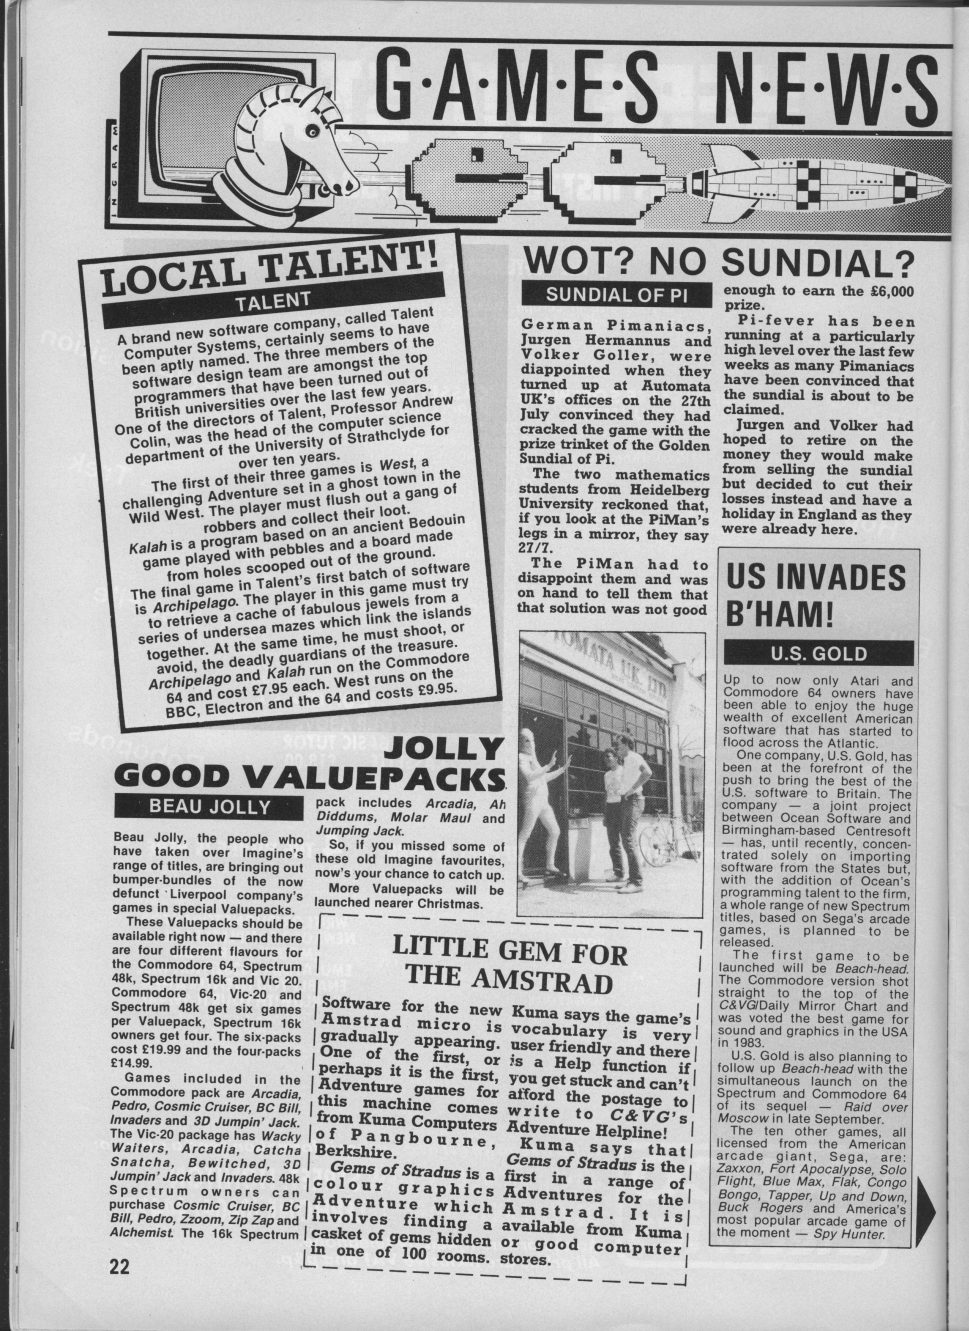 G·A·M·E·S N·E·W·S
INGRAM
LOCAL TALENT!
TALENT
A brand new software company, called Talent
Computer Systems, certainly seems to have
been aptly named. The three members of the
software design team are amongst the top
programmers that have been turned out of
British universities over the last few years.
One of the directors of Talent, Professor Andrew
Colin, was the head of the computer science
department of the University of Strathclyde for
over ten years.
The first of their three games is West, a
challenging Adventure set in a ghost town in the
Wild West. The player must flush out a gang of
robbers and collect their loot.
Kalah is a program based on an ancient Bedouin
game played with pebbles and a board made
from holes scooped out of the ground.
The final game in Talent's first batch of software
is Archipelago. The player in this game must try
to retrieve a cache of fabulous jewels from a
series of undersea mazes which link the islands
together. At the same time, he must shoot, or
avoid, the deadly guardians of the treasure.
Archipelago and Kalah run on the Commodore
64 and cost £7.95 each. West runs on the
BBC, Electron and the 64 and costs £9.95.
JOLLY
GOOD VALUEPACKS
BEAU JOLLY
Beau Jolly, the people who
have taken over Imagine's
range of titles, are bringing out
bumper-bundles of the now
defunct Liverpool company's
games in special Valuepacks.
These Valuepacks should be
available right now — and there
are four different flavours for
the Commodore 64, Spectrum
48k, Spectrum 16k and Vic 20.
Commodore 64, Vic-20 and
Spectrum 48k get six games
per Valuepack, Spectrum 16k
owners get four. The six-packs
cost £19.99 and the four-packs
£14.99.
Games included in the
Commodore pack are Arcadia,
Pedro, Cosmic Cruiser, BC Bill,
Invaders and 3D Jumpin' Jack.
The Vic-20 package has Wacky
Waiters, Arcadia, Catcha
Snatcha, Bewitched, 3D
Jumpin' Jack and Invaders. 48k
Spectrum owners can
purchase Cosmic Cruiser, BC
Bill, Pedro, Zzoom, Zip Zap and
Alchemist. The 16k Spectrum
pack includes Arcadia, Ah
Diddums, Molar Maul and
Jumping Jack.
So, if you missed some of
these old Imagine favourites,
now's your chance to catch up.
More Valuepacks will be
launched nearer Christmas.
LITTLE GEM FOR
THE AMSTRAD
Software for the new
Amstrad micro is
gradually appearing.
One of the first, or
perhaps it is the first,
Adventure games for
this machine comes
from Kuma Computers
of Pangbourne,
Berkshire.
Gems of Stradus is a
colour graphics
Adventure which
involves finding a
casket of gems hidden
in one of 100 rooms.
Kuma says the game's
vocabulary is very
user friendly and there
is a Help function if
you get stuck and can't
afford the postage to
write to C&VG's
Adventure Helpline!
Kuma says that
Gems of Stradus is the
first in a range of
Adventures for the
Amstrad. It is
available from Kuma
or good computer
stores.
WOT? NO SUNDIAL?
SUNDIAL OF PI
German Pimaniacs,
Jurgen Hermannus and
Volker Goller, were
diappointed when they
turned up at Automata
UK's offices on the 27th
July convinced they had
cracked the game with the
prize trinket of the Golden
Sundial of Pi.
The two mathematics
students from Heidelberg
University reckoned that,
if you look at the PiMan's
legs in a mirror, they say
27/7.
The PiMan had to
disappoint them and was
on hand to tell them that
that solution was not good
enough to earn the £6,000
prize.
Pi-fever has been
running at a particularly
high level over the last few
weeks as many Pimaniacs
have been convinced that
the sundial is about to be
claimed.
Jurgen and Volker had
hoped to retire on the
money they would make
from selling the sundial
but decided to cut their
losses instead and have a
holiday in England as they
were already here.
TOMATA UK LTD
US INVADES
B'HAM!
U.S. GOLD
Up to now only Atari and
Commodore 64 owners have
been able to enjoy the huge
wealth of excellent American
software that has started to
flood across the Atlantic.
One company, U.S. Gold, has
been at the forefront of the
push to bring the best of the
U.S. software to Britain. The
company — a joint project
between Ocean Software and
Birmingham-based Centresoft
— has, until recently, concen-
trated solely on importing
software from the States but,
with the addition of Ocean's
programming talent to the firm,
a whole range of new Spectrum
titles, based on Sega's arcade
games, is planned to be
released.
The first game to be
launched will be Beach-head.
The Commodore version shot
straight to the top of the
C&VG/Daily Mirror Chart and
was voted the best game for
sound and graphics in the USA
in 1983.
U.S. Gold is also planning to
follow up Beach-head with the
simultaneous launch on the
Spectrum and Commodore 64
of its sequel — Raid over
Moscow in late September.
The ten other games, all
licensed from the American
arcade giant, Sega, are:
Zaxxon, Fort Apocalypse, Solo
Flight, Blue Max, Flak, Congo
Bongo, Tapper, Up and Down,
Buck Rogers and America's
most popular arcade game of
the moment — Spy Hunter.
22